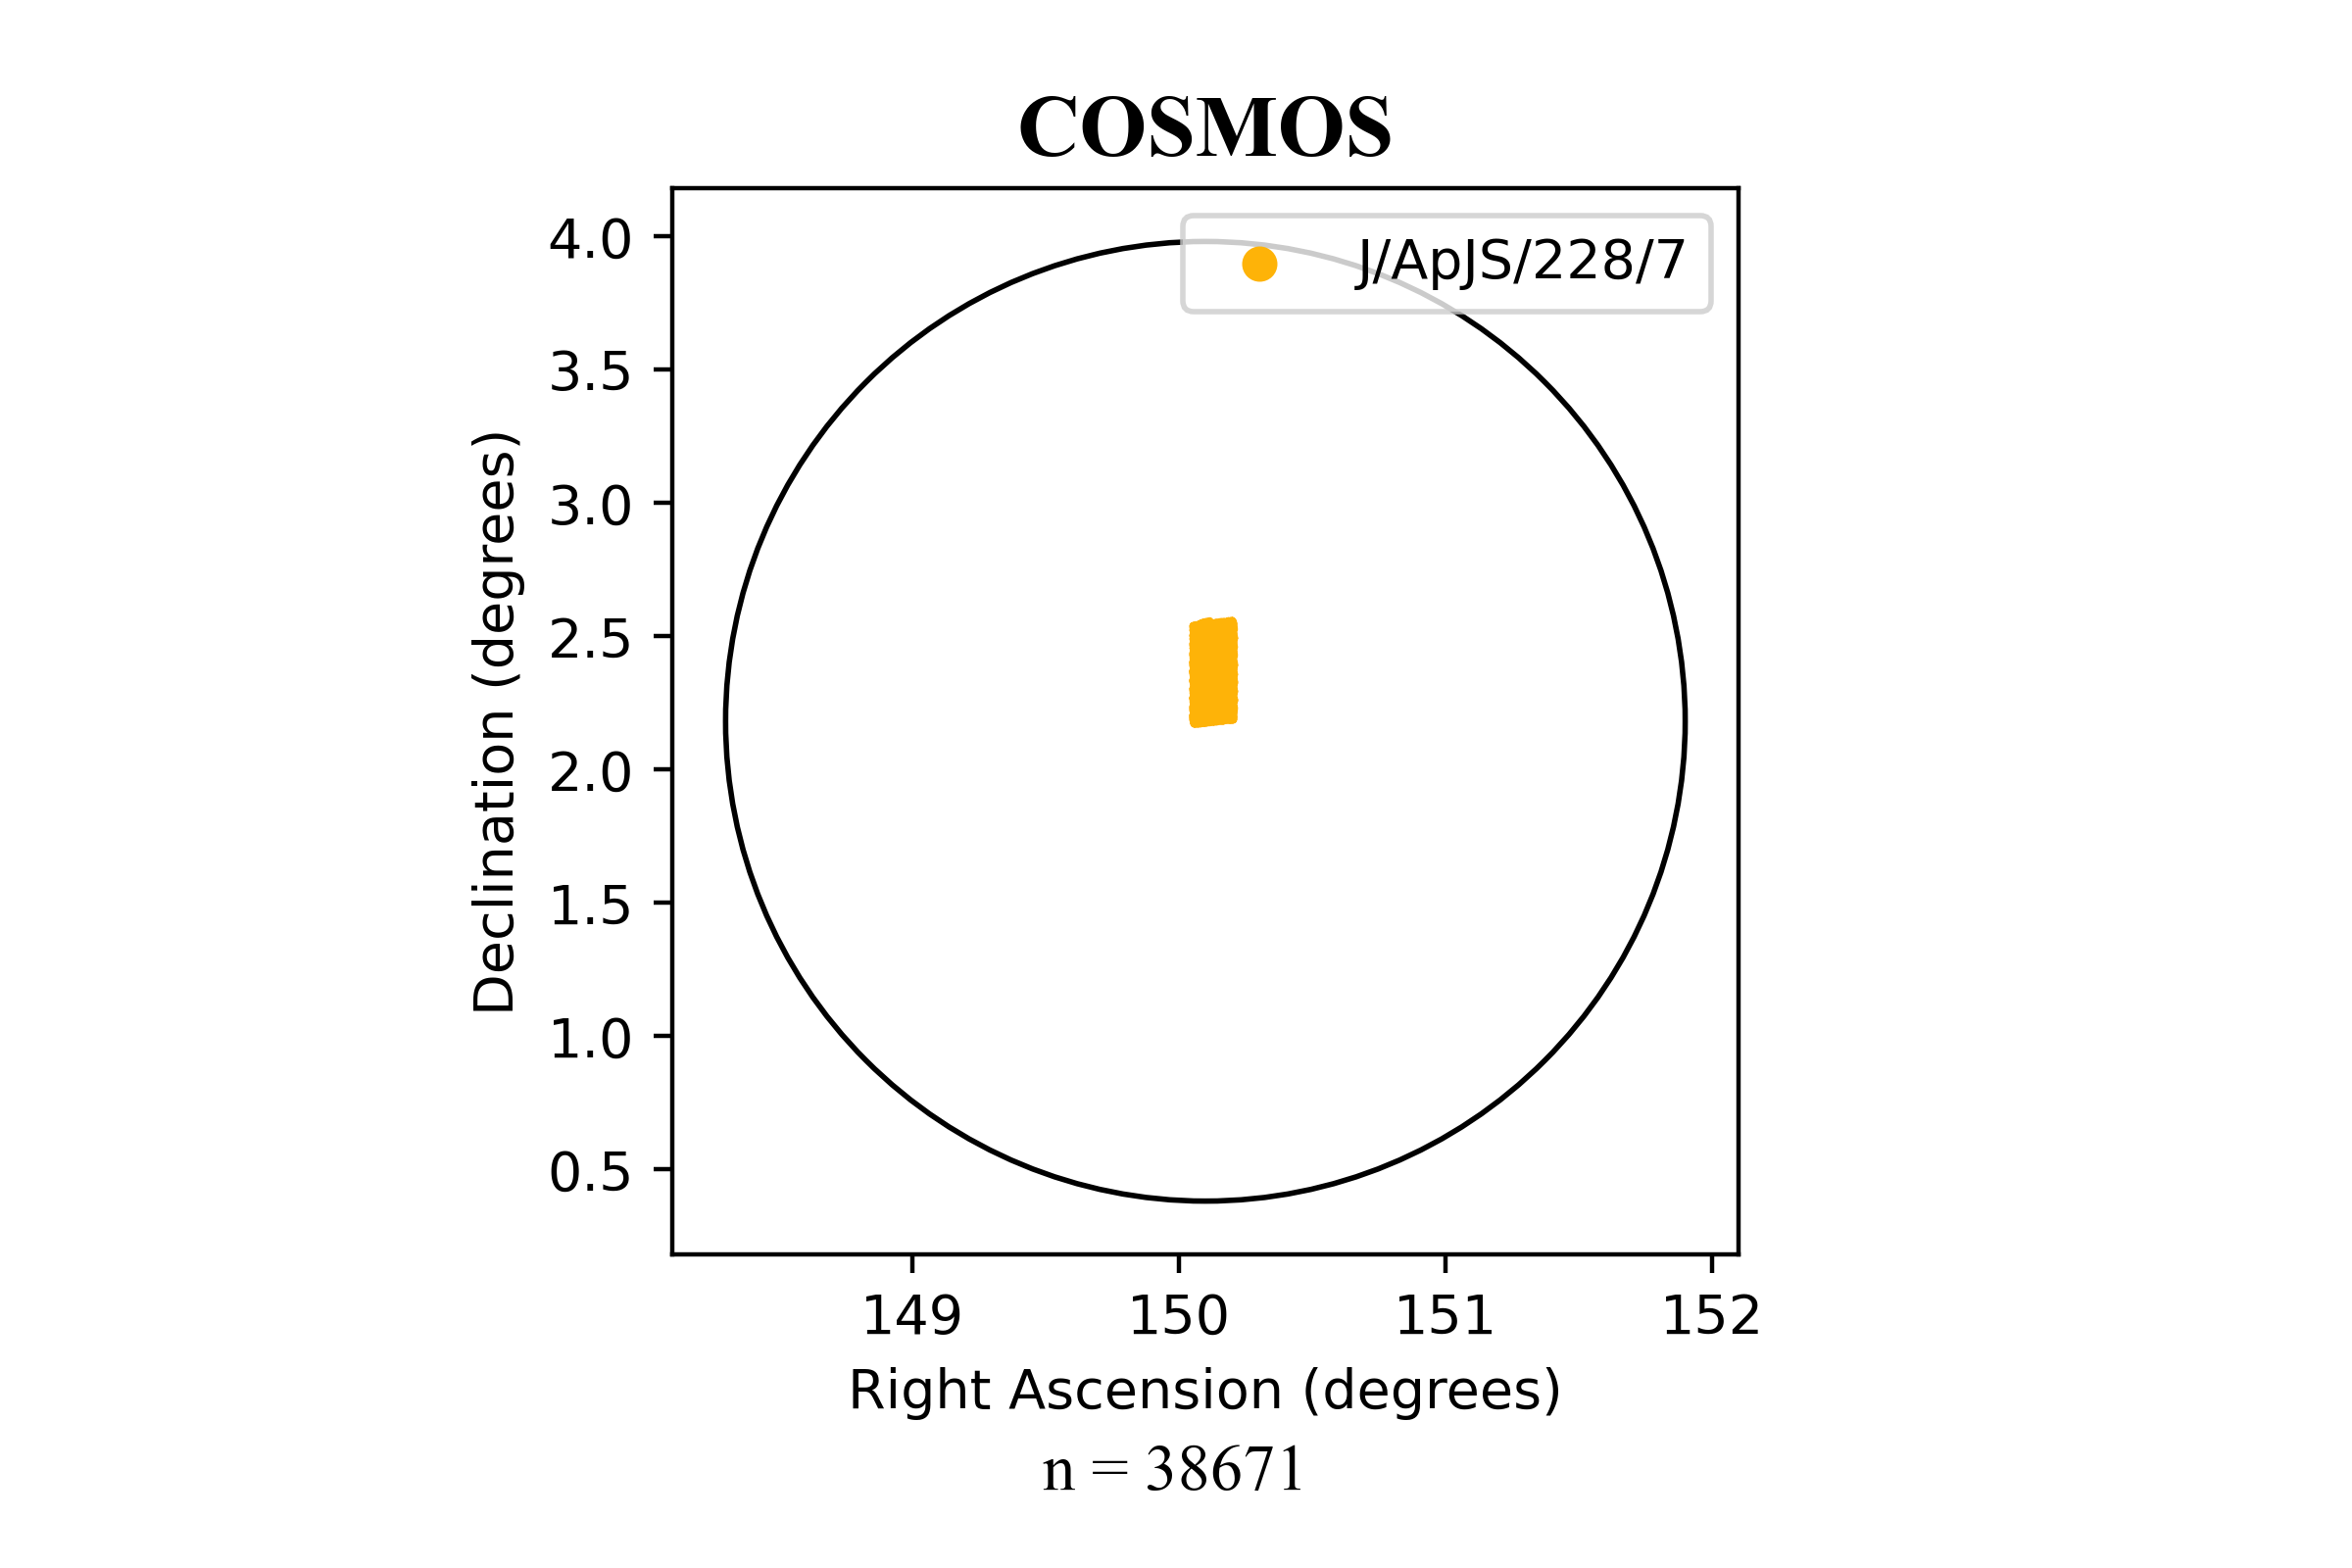 COSMOS
J/ApJS/228/7
4.0
3.5
3.0
2.5
2.0
1.5
1.0
0.5
Declination (degrees)
149 150 151 152
Right Ascension (degrees)
n = 38671